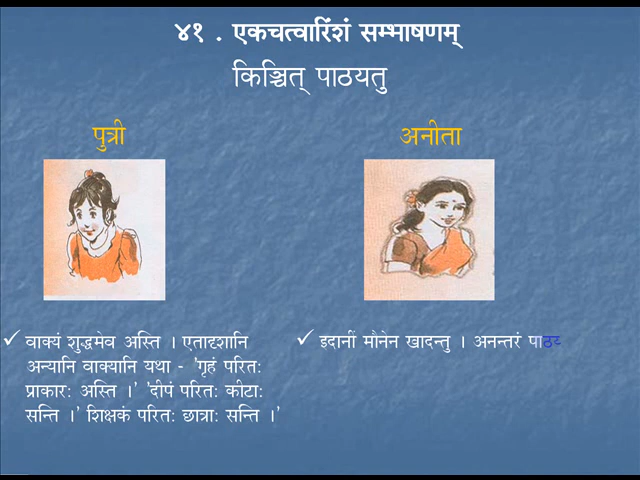 ४१ . एकचत्वारिंशं सम्भाषणम्
किञ्चित् पाठयतु
पुत्री
अनीता
वाक्यं शुद्धमेव अस्ति । एतादृशानि
अन्यानि वाक्यानि यथा - 'गृहं परितः
प्राकारः अस्ति ।' 'दीपं परितः कीटाः
सन्ति ।' शिक्षकं परितः छात्राः सन्ति ।'
इदानीं मौनेन खादन्तु । अनन्तरं पाठय